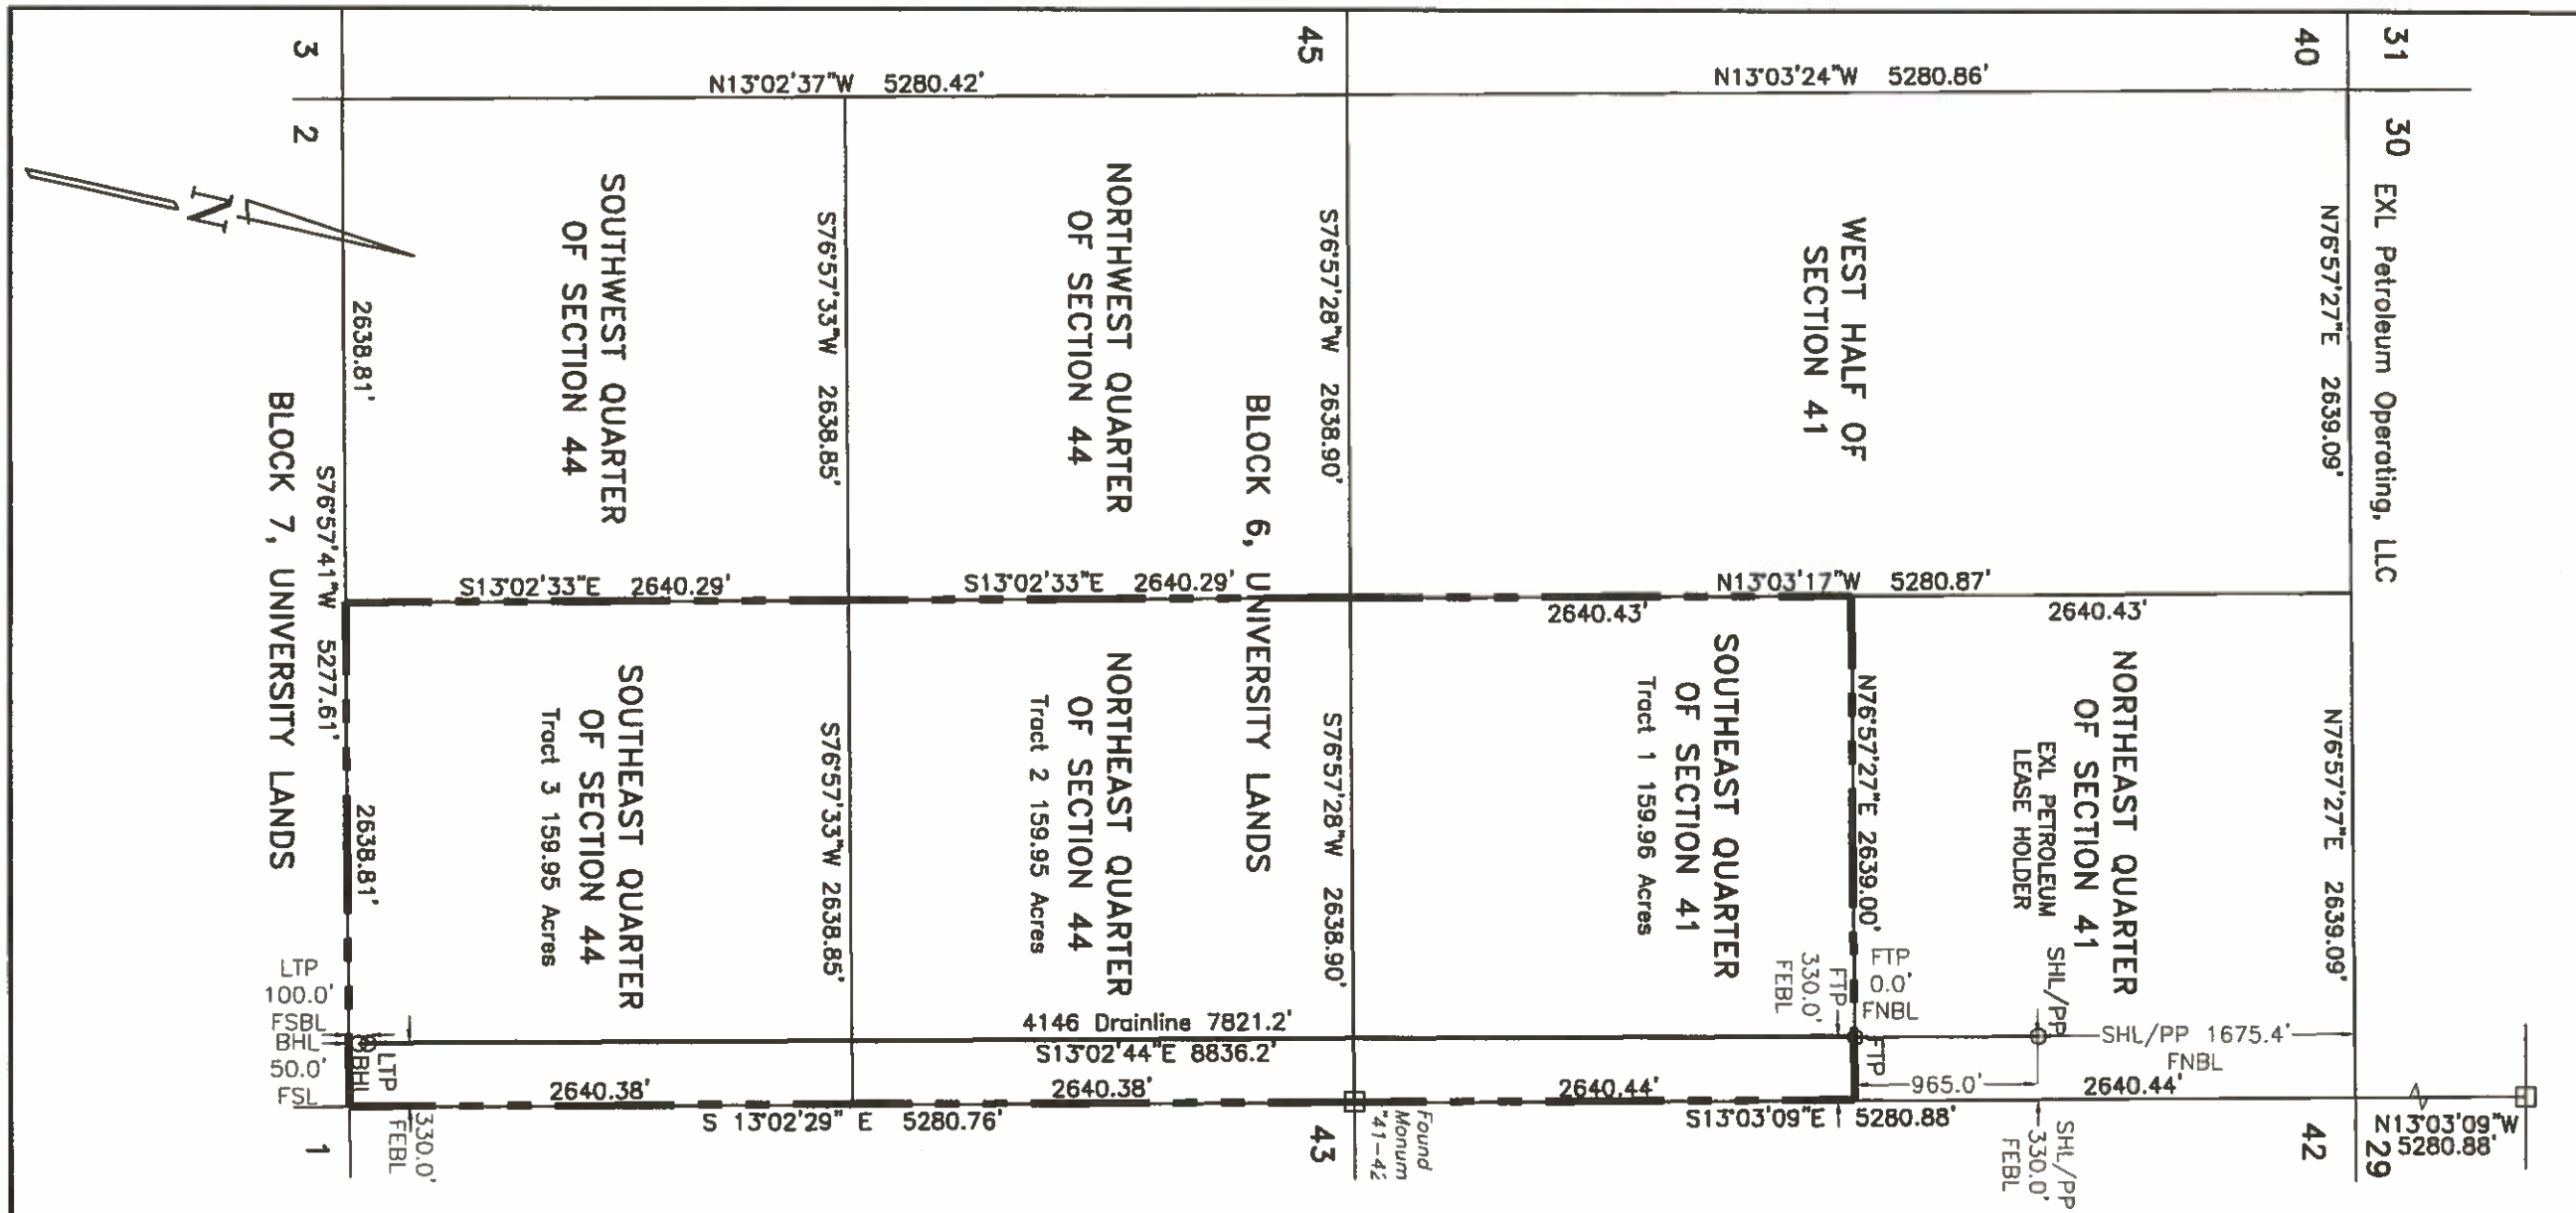 31
30 EXL Petroleum Operating, LLC
40
N76°57'27"E 2639.09'
N76°57'27"E 2639.09'
N13°03'24"W 5280.86'
WEST HALF OF
SECTION 41
NORTHEAST QUARTER
OF SECTION 41
EXL PETROLEUM
LEASE HOLDER
SHL/PP
SHL/PP 1675.4'
FNBL
2640.43'
N13°03'17"W 5280.87'
2640.43'
N76°57'27"E 2639.00'
FTP
0.0'
FNBL
FTP
330.0'
FEBL
FTP
965.0'
2640.44'
N13°03'09"W
5280.88'
29
42
SHL/PP
330.0'
FEBL
SOUTHEAST QUARTER
OF SECTION 41
Tract 1 159.96 Acres
2640.44'
S13°03'09"E 5280.88'
45
S76°57'28"W 2638.90'
S76°57'28"W 2638.90'
Found
Monum
"41-42
43
BLOCK 6, UNIVERSITY LANDS
N13°02'37"W 5280.42'
NORTHWEST QUARTER
OF SECTION 44
S13°02'33"E 2640.29'
NORTHEAST QUARTER
OF SECTION 44
Tract 2 159.95 Acres
4146 Drainline 7821.2'
S13°02'44"E 8836.2'
2640.38'
S76°57'33"W 2638.85'
S76°57'33"W 2638.85'
SOUTHWEST QUARTER
OF SECTION 44
S13°02'33"E 2640.29'
SOUTHEAST QUARTER
OF SECTION 44
Tract 3 159.95 Acres
2640.38'
S 13°02'29" E 5280.76'
2638.81'
2638.81'
LTP
BHL
330.0'
FEBL
S76°57'41"W 5277.61'
LTP
100.0'
FSBL
BHL
50.0'
FSL
3
2
1
BLOCK 7, UNIVERSITY LANDS
N